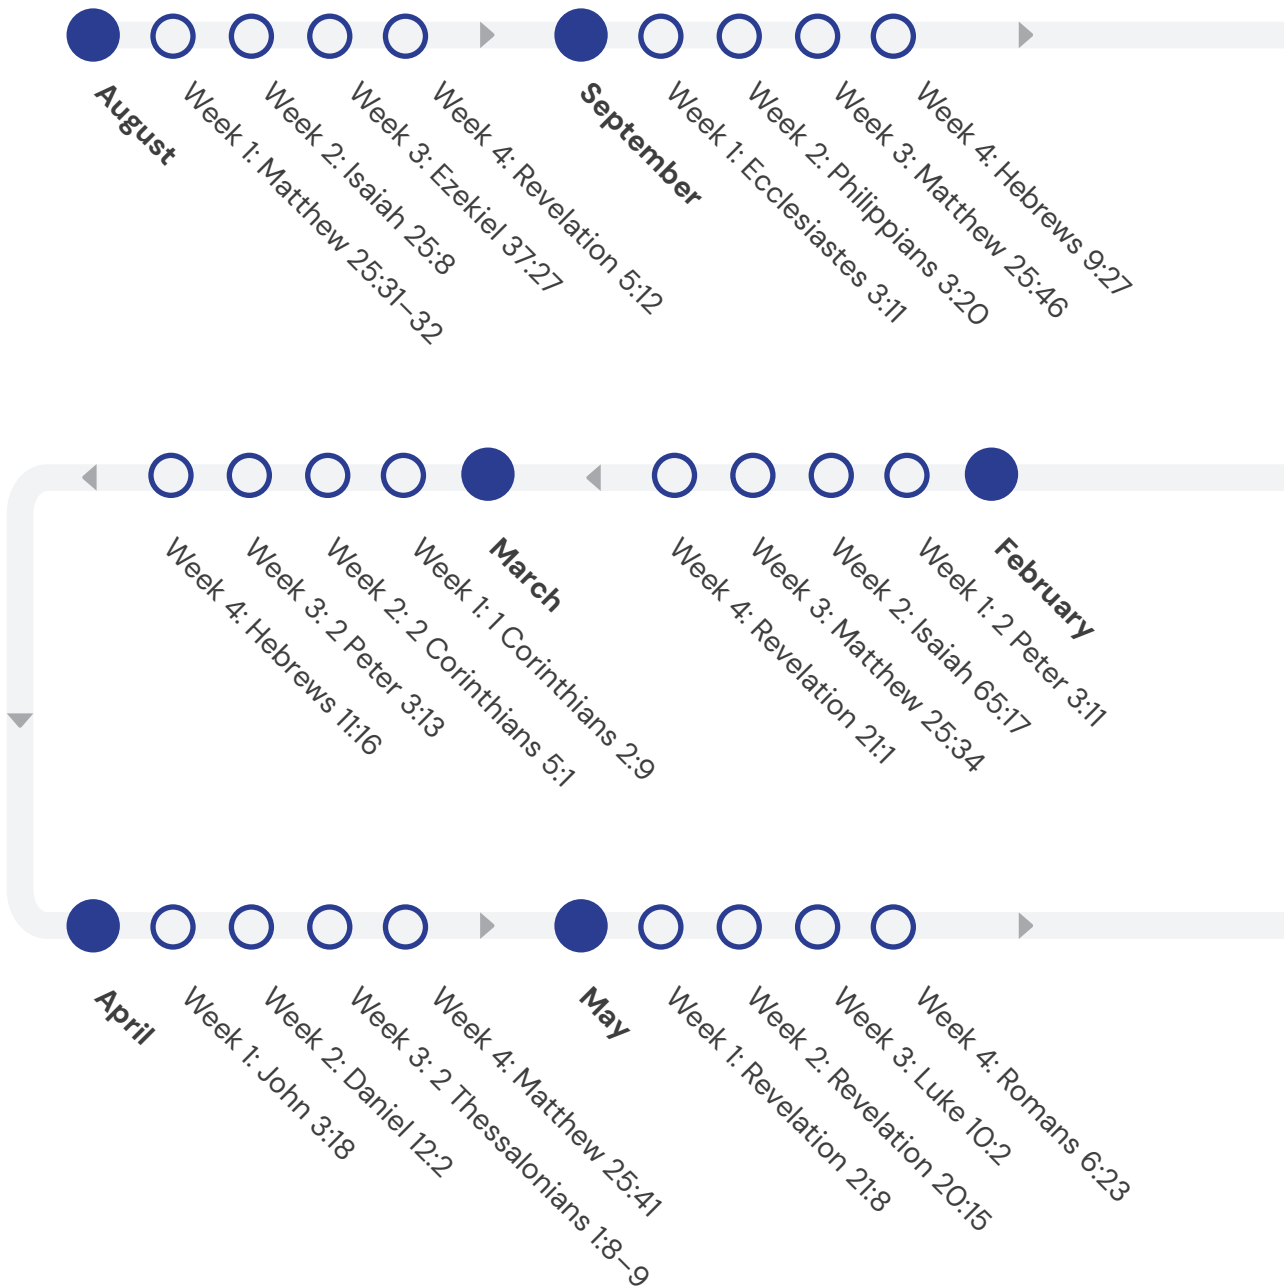 August
Week 1: Matthew 25:31–32
Week 2: Isaiah 25:8
Week 3: Ezekiel 37:27
Week 4: Revelation 5:12
September
Week 1: Ecclesiastes 3:11
Week 2: Philippians 3:20
Week 3: Matthew 25:46
Week 4: Hebrews 9:27
Week 4: Hebrews 11:16
Week 3: 2 Peter 3:13
Week 2: 2 Corinthians 5:1
Week 1: 1 Corinthians 2:9
March
Week 4: Revelation 21:1
Week 3: Matthew 25:34
Week 2: Isaiah 65:17
Week 1: 2 Peter 3:11
February
April
Week 1: John 3:18
Week 2: Daniel 12:2
Week 3: 2 Thessalonians 1:8–9
Week 4: Matthew 25:41
May
Week 1: Revelation 21:8
Week 2: Revelation 20:15
Week 3: Luke 10:2
Week 4: Romans 6:23